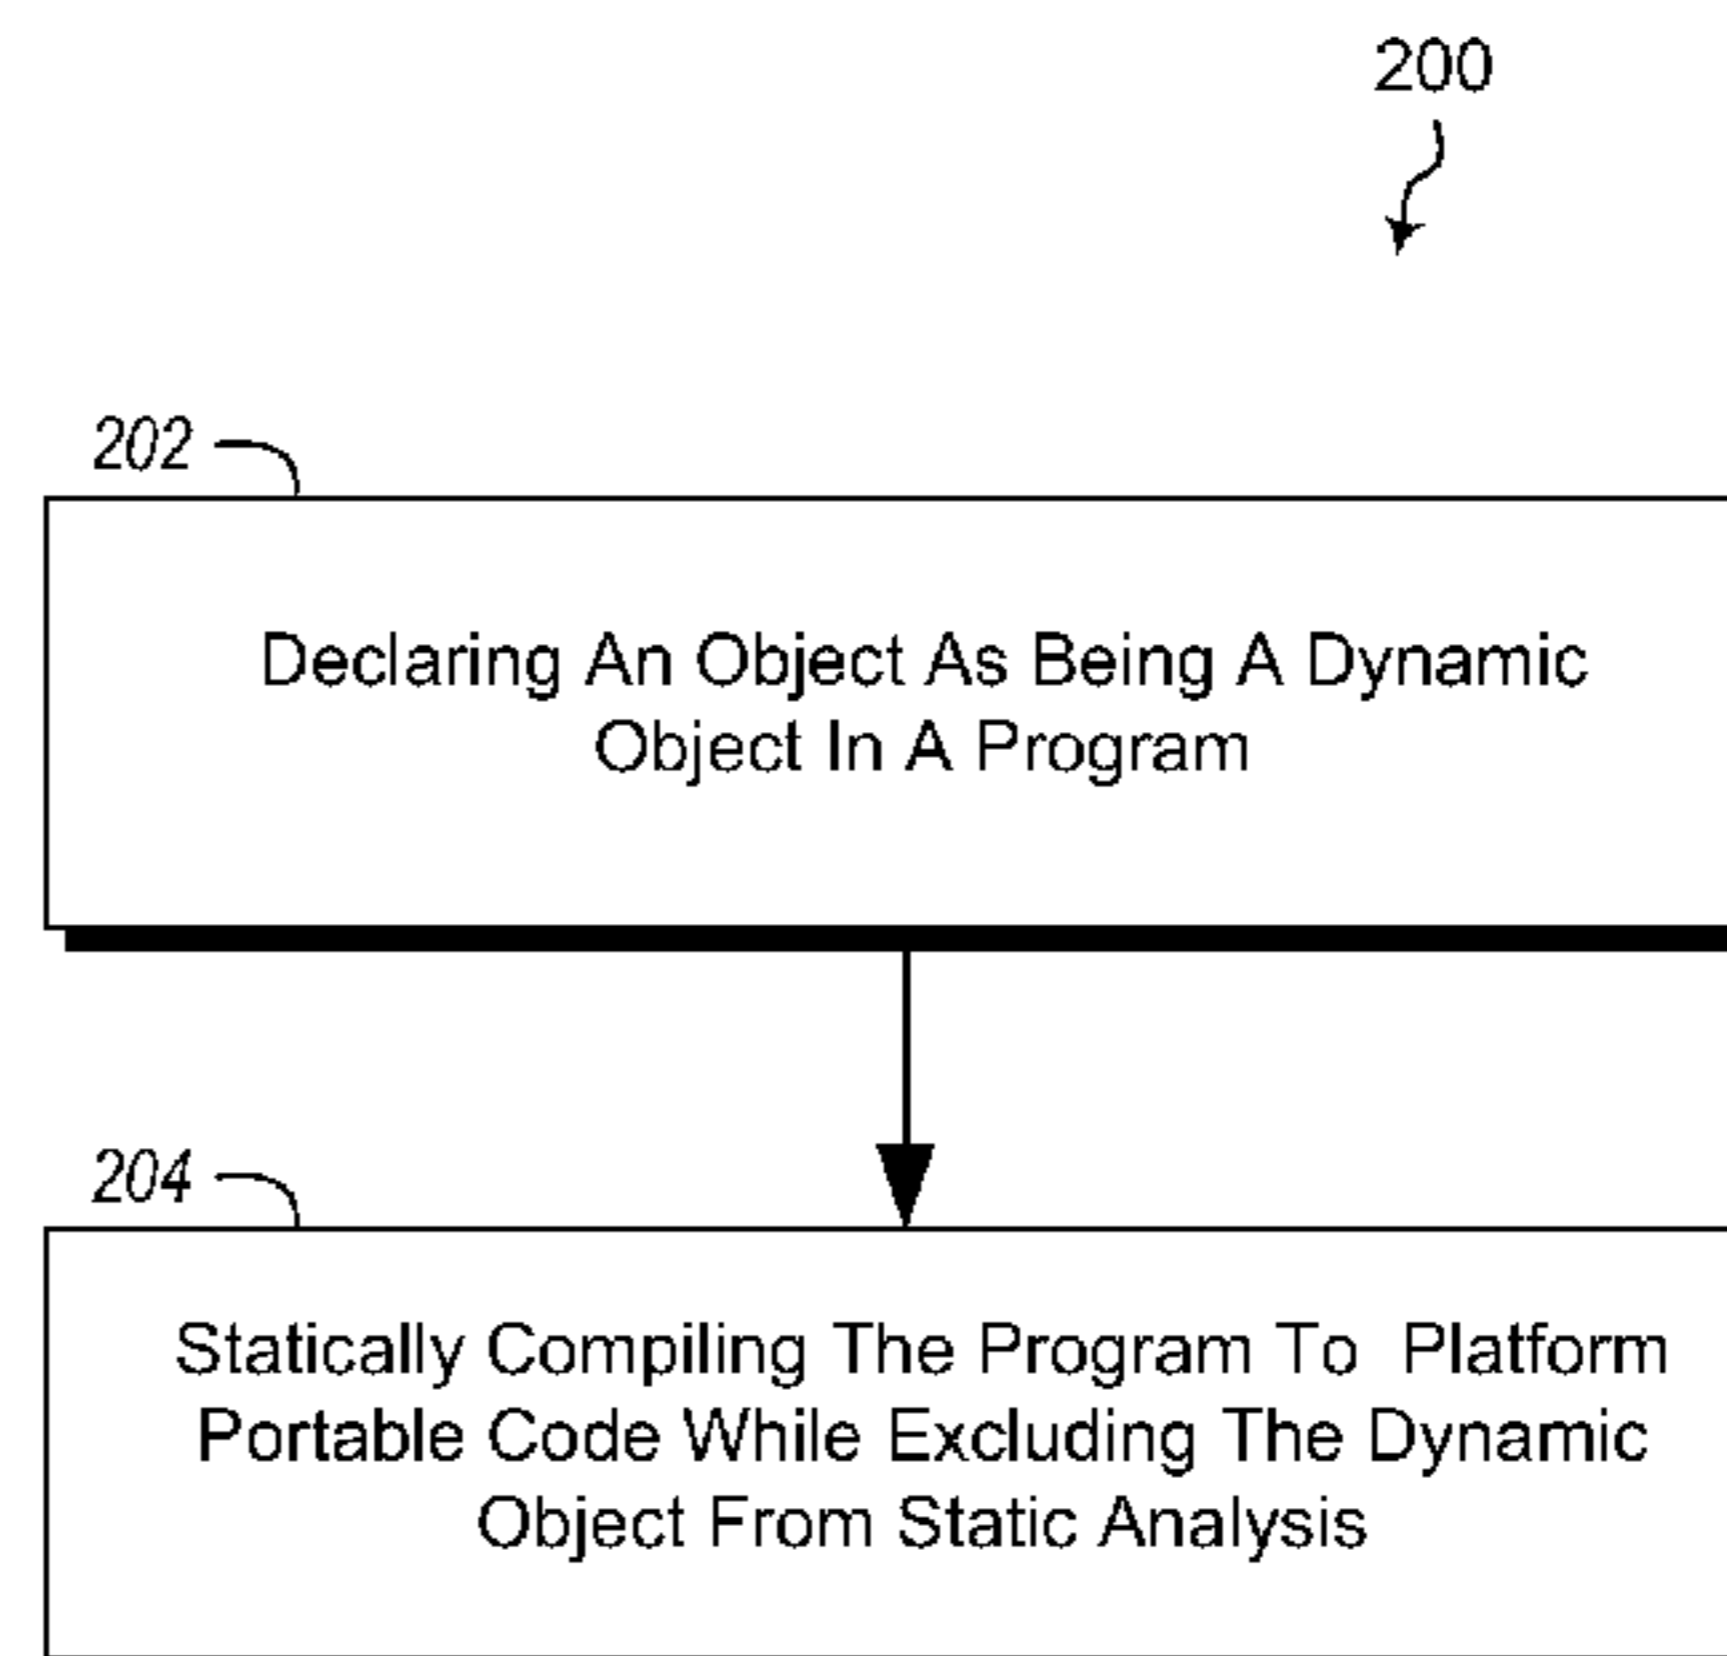 200
202
Declaring An Object As Being A Dynamic
Object In A Program
204
Statically Compiling The Program To Platform
Portable Code While Excluding The Dynamic
Object From Static Analysis